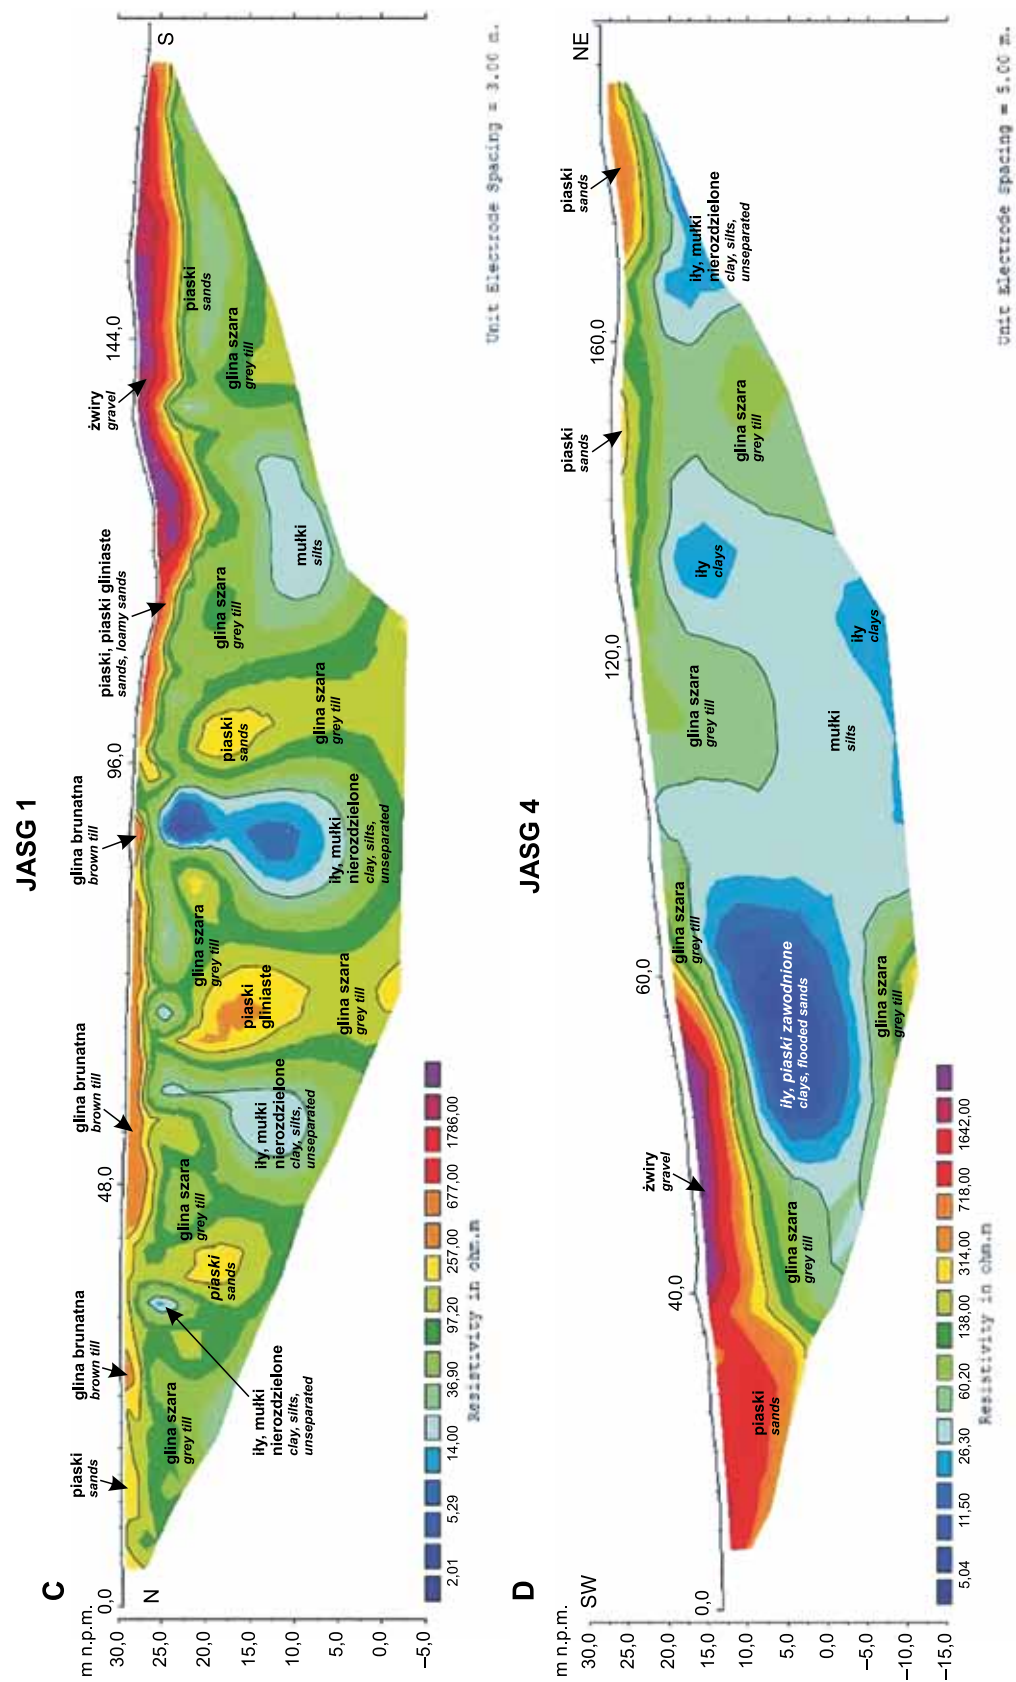 C
JASG 1
m n.p.m.
30,0
25,0
20,0
15,0
10,0
5,0
0,0
–5,0
N
S
0,0
48,0
96,0
144,0
piaski
sands
glina brunatna
brown till
glina brunatna
brown till
glina brunatna
brown till
piaski, piaski gliniaste
sands, loamy sands
żwiry
gravel
glina szara
grey till
iły, mułki
nierozdzielone
clay, silts,
unseparated
piaski
sands
glina szara
grey till
iły, mułki
nierozdzielone
clay, silts,
unseparated
piaski
gliniaste
glina szara
grey till
glina szara
grey till
iły, mułki
nierozdzielone
clay, silts,
unseparated
piaski
sands
glina szara
grey till
glina szara
grey till
mułki
silts
glina szara
grey till
piaski
sands
2,01
5,29
14,00
36,90
97,20
257,00
677,00
1786,00
Resistivity in ohm.m
Unit Electrode Spacing = 3.00 m.
D
JASG 4
m n.p.m.
30,0
25,0
20,0
15,0
10,0
5,0
0,0
–5,0
–10,0
–15,0
SW
NE
0,0
40,0
60,0
120,0
160,0
piaski
sands
żwiry
gravel
glina szara
grey till
iły, piaski zawodnione
clays, flooded sands
glina szara
grey till
glina szara
grey till
glina szara
grey till
mułki
silts
iły
clays
iły
clays
glina szara
grey till
piaski
sands
piaski
sands
iły, mułki
nierozdzielone
clay, silts,
unseparated
5,04
11,50
26,30
60,20
138,00
314,00
718,00
1642,00
Resistivity in ohm.m
Unit Electrode Spacing = 5.00 m.